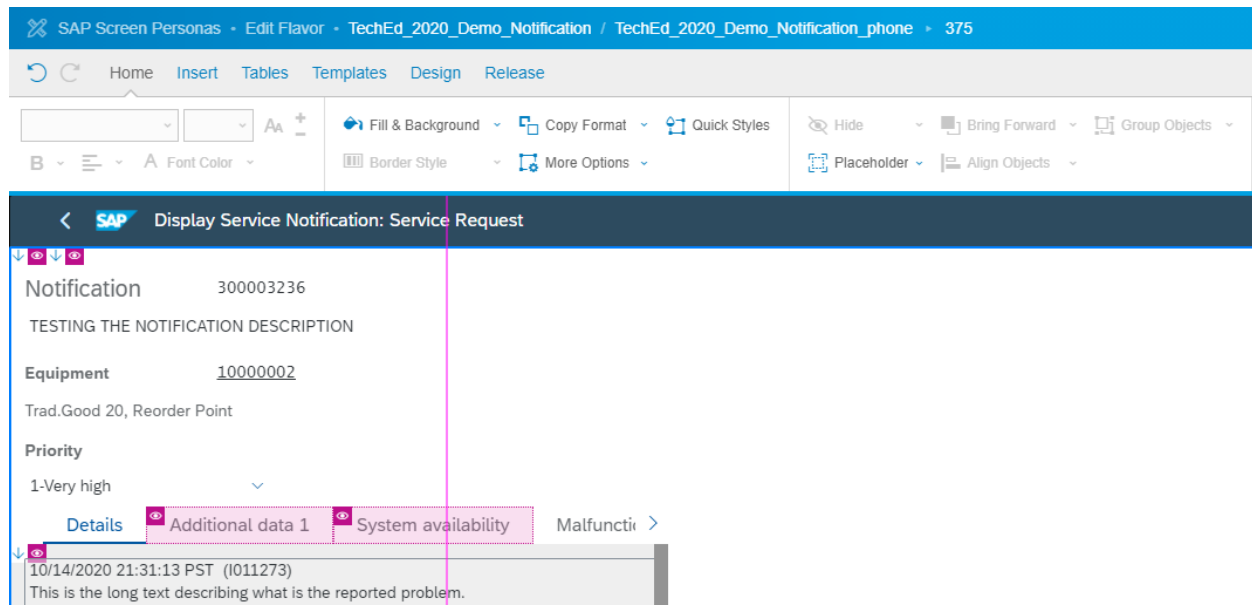 SAP Screen Personas - Edit Flavor - TechEd_2020_Demo_Notification / TechEd_2020_Demo_Notification_phone ▸ 375
Home Insert Tables Templates Design Release
AA + Fill & Background Copy Format Quick Styles Hide Bring Forward Group Objects
B A Font Color Border Style More Options Placeholder Align Objects
SAP Display Service Notification: Service Request
Notification 300003236
TESTING THE NOTIFICATION DESCRIPTION
Equipment 10000002
Trad.Good 20, Reorder Point
Priority
1-Very high
Details Additional data 1 System availability
10/14/2020 21:31:13 PST (I011273)
This is the long text describing what is the reported problem.